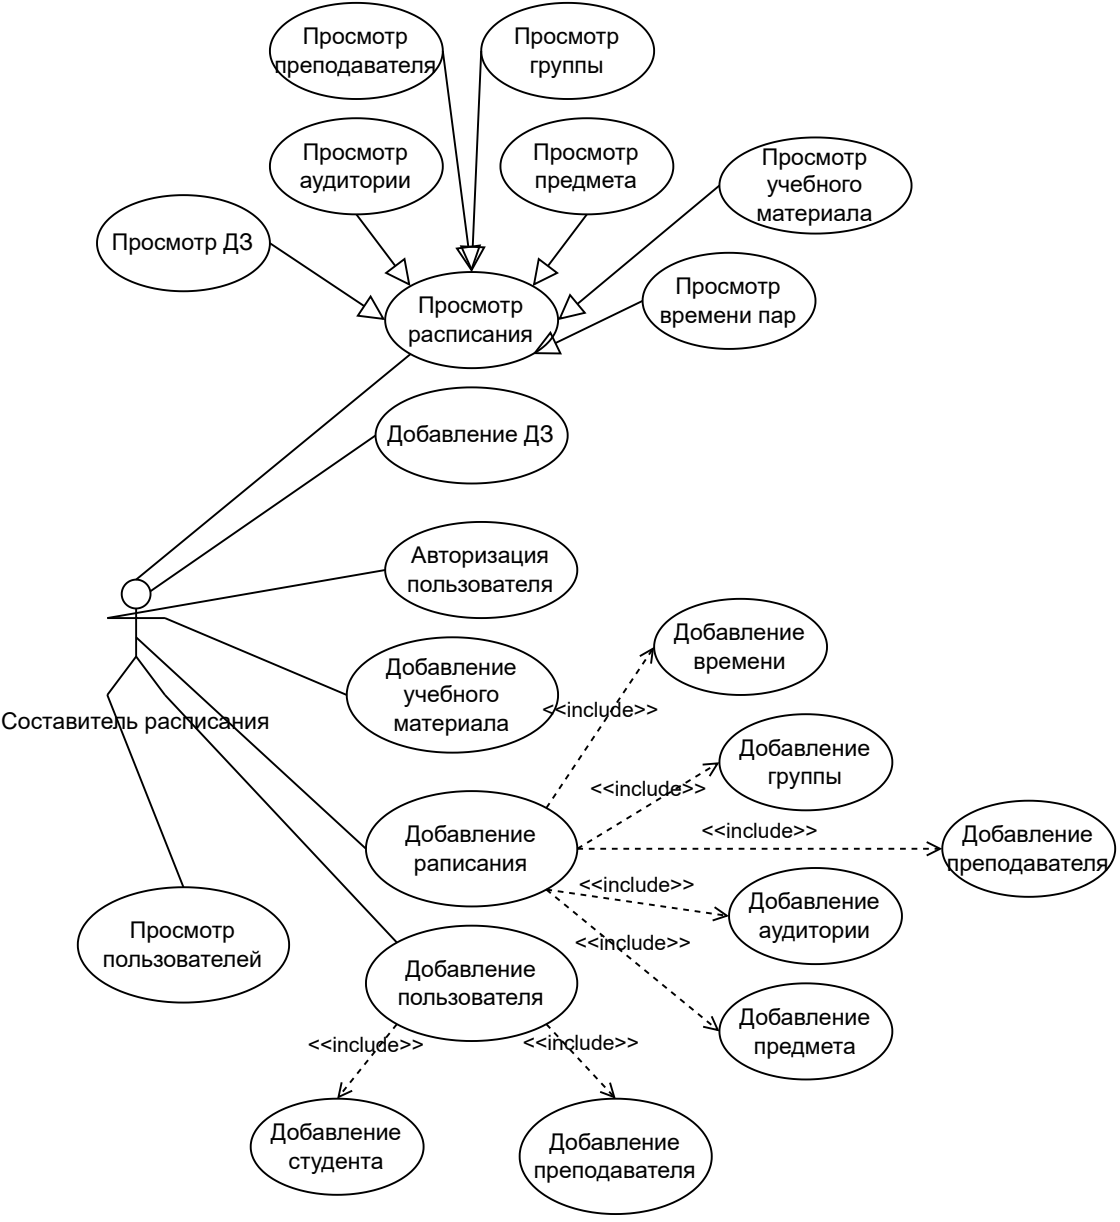 Просмотр
преподавателя
Просмотр
группы
Просмотр
аудитории
Просмотр
предмета
Просмотр
учебного
материала
Просмотр ДЗ
Просмотр
времени пар
Просмотр
расписания
Добавление ДЗ
Авторизация
пользователя
Добавление
времени
Добавление
учебного
материала
<<include>>
Составитель расписания
Добавление
группы
<<include>>
<<include>>
Добавление
раписания
Добавление
преподавателя
<<include>>
Добавление
аудитории
<<include>>
Просмотр
пользователей
Добавление
пользователя
Добавление
предмета
<<include>>
<<include>>
Добавление
студента
Добавление
преподавателя